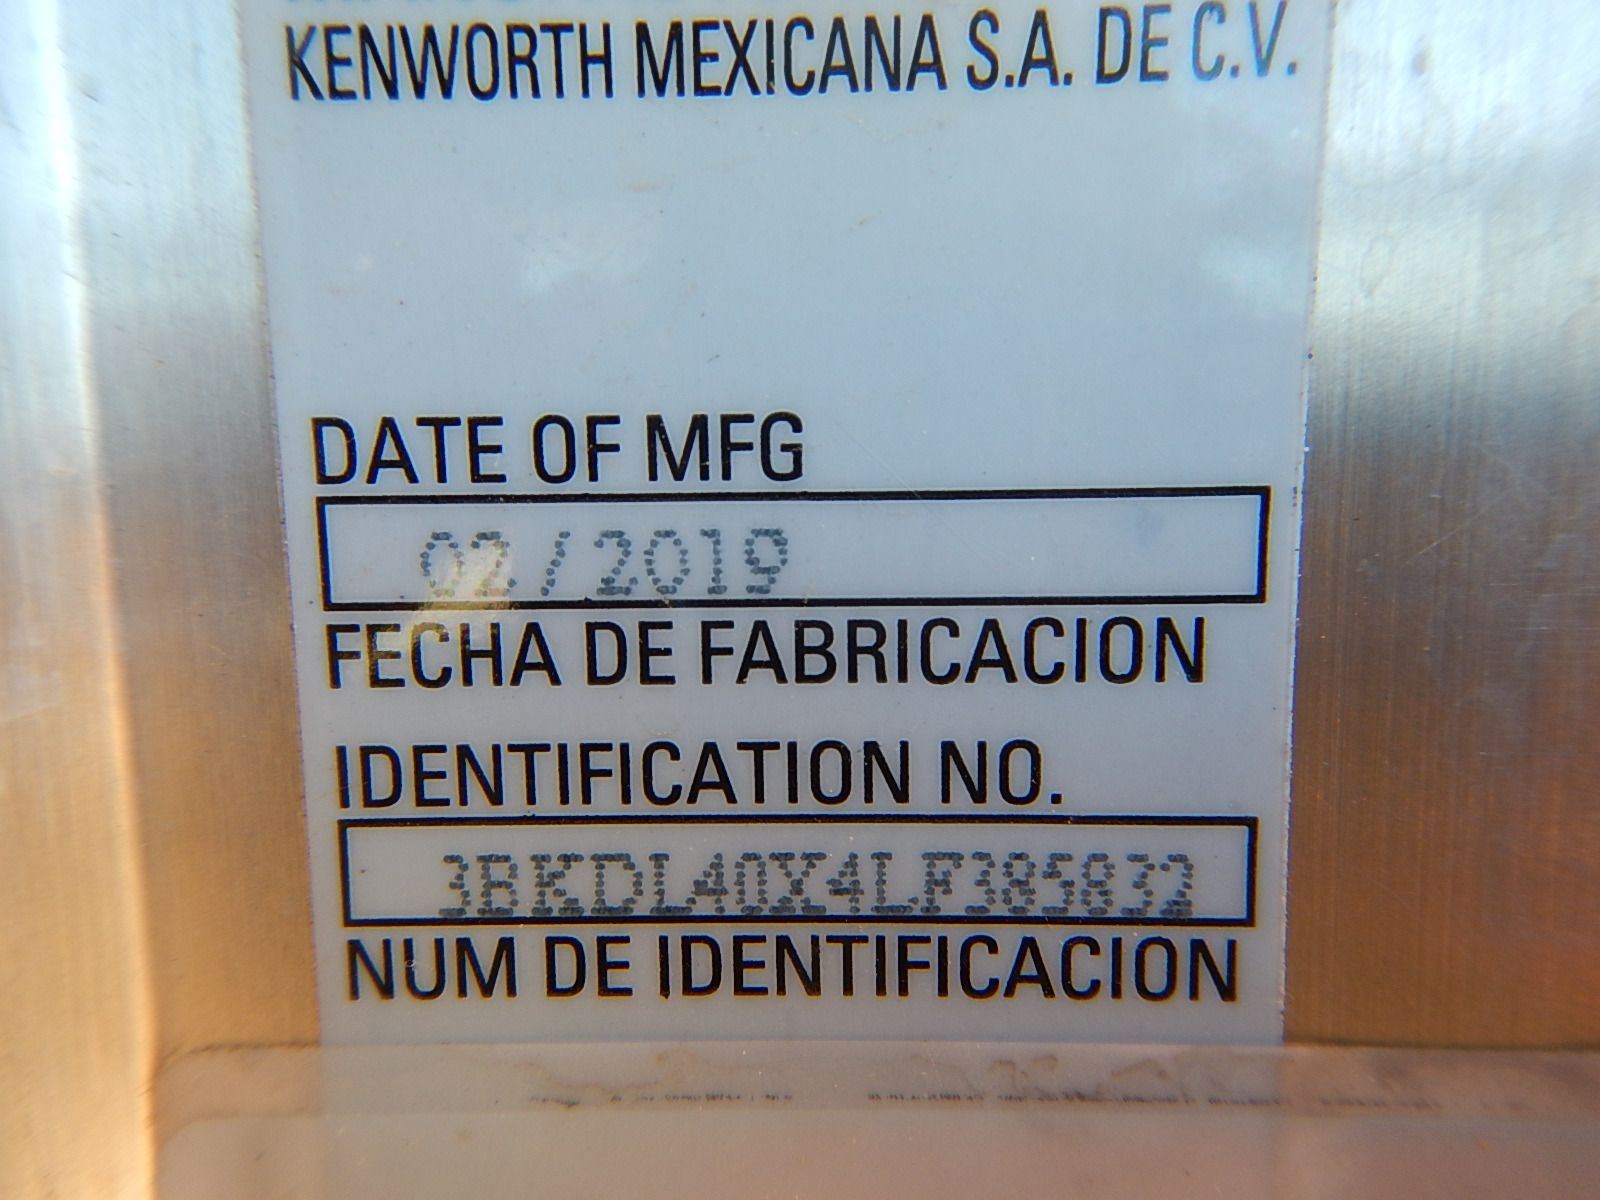 KENWORTH MEXICANA S.A. DE C.V.
DATE OF MFG
02/2019
FECHA DE FABRICACION
IDENTIFICATION NO.
3BKDL40X4LF385832
NUM DE IDENTIFICACION